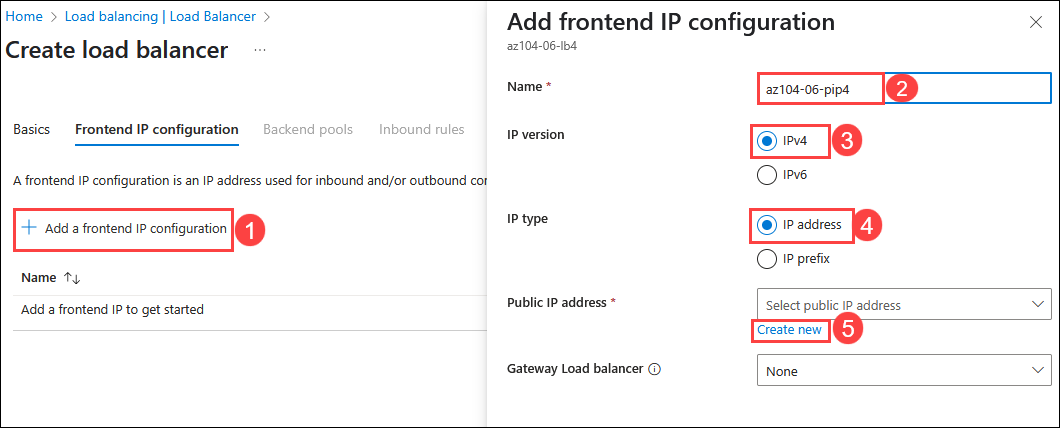 Home > Load balancing | Load Balancer >
Create load balancer ...
Basics Frontend IP configuration Backend pools Inbound rules
A frontend IP configuration is an IP address used for inbound and/or outbound
+ Add a frontend IP configuration 1
Name ↑↓
Add a frontend IP to get started
Add frontend IP configuration
az104-06-lb4
Name * az104-06-pip4 2
IP version IPv4 3
IPv6
IP type IP address 4
IP prefix
Public IP address * Select public IP address
Create new 5
Gateway Load balancer None